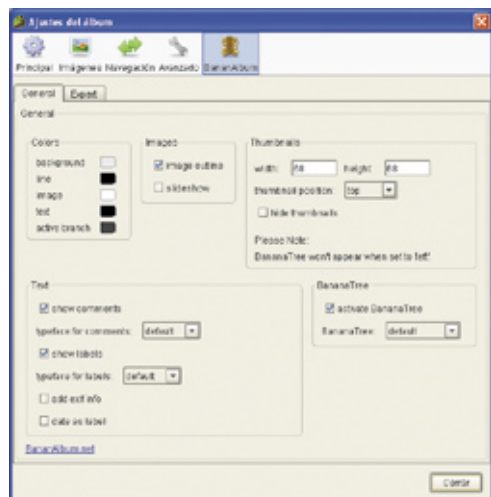 Ajustes del álbum
Principal Imágenes Navegación Avanzado BananAlbum
General Expert
General
Colors
background
line
image
text
active branch
Images
image outline
slideshow
Thumbnails
width: 68 height: 68
thumbnail position: top
hide thumbnails
Please Note:
BananaTree won't appear when set to 'left'
Text
show comments
typeface for comments: default
show labels
typeface for labels: default
add exif info
date as label
BananaTree
activate BananaTree
BananaTree: default
BananAlbum.net
Cerrar